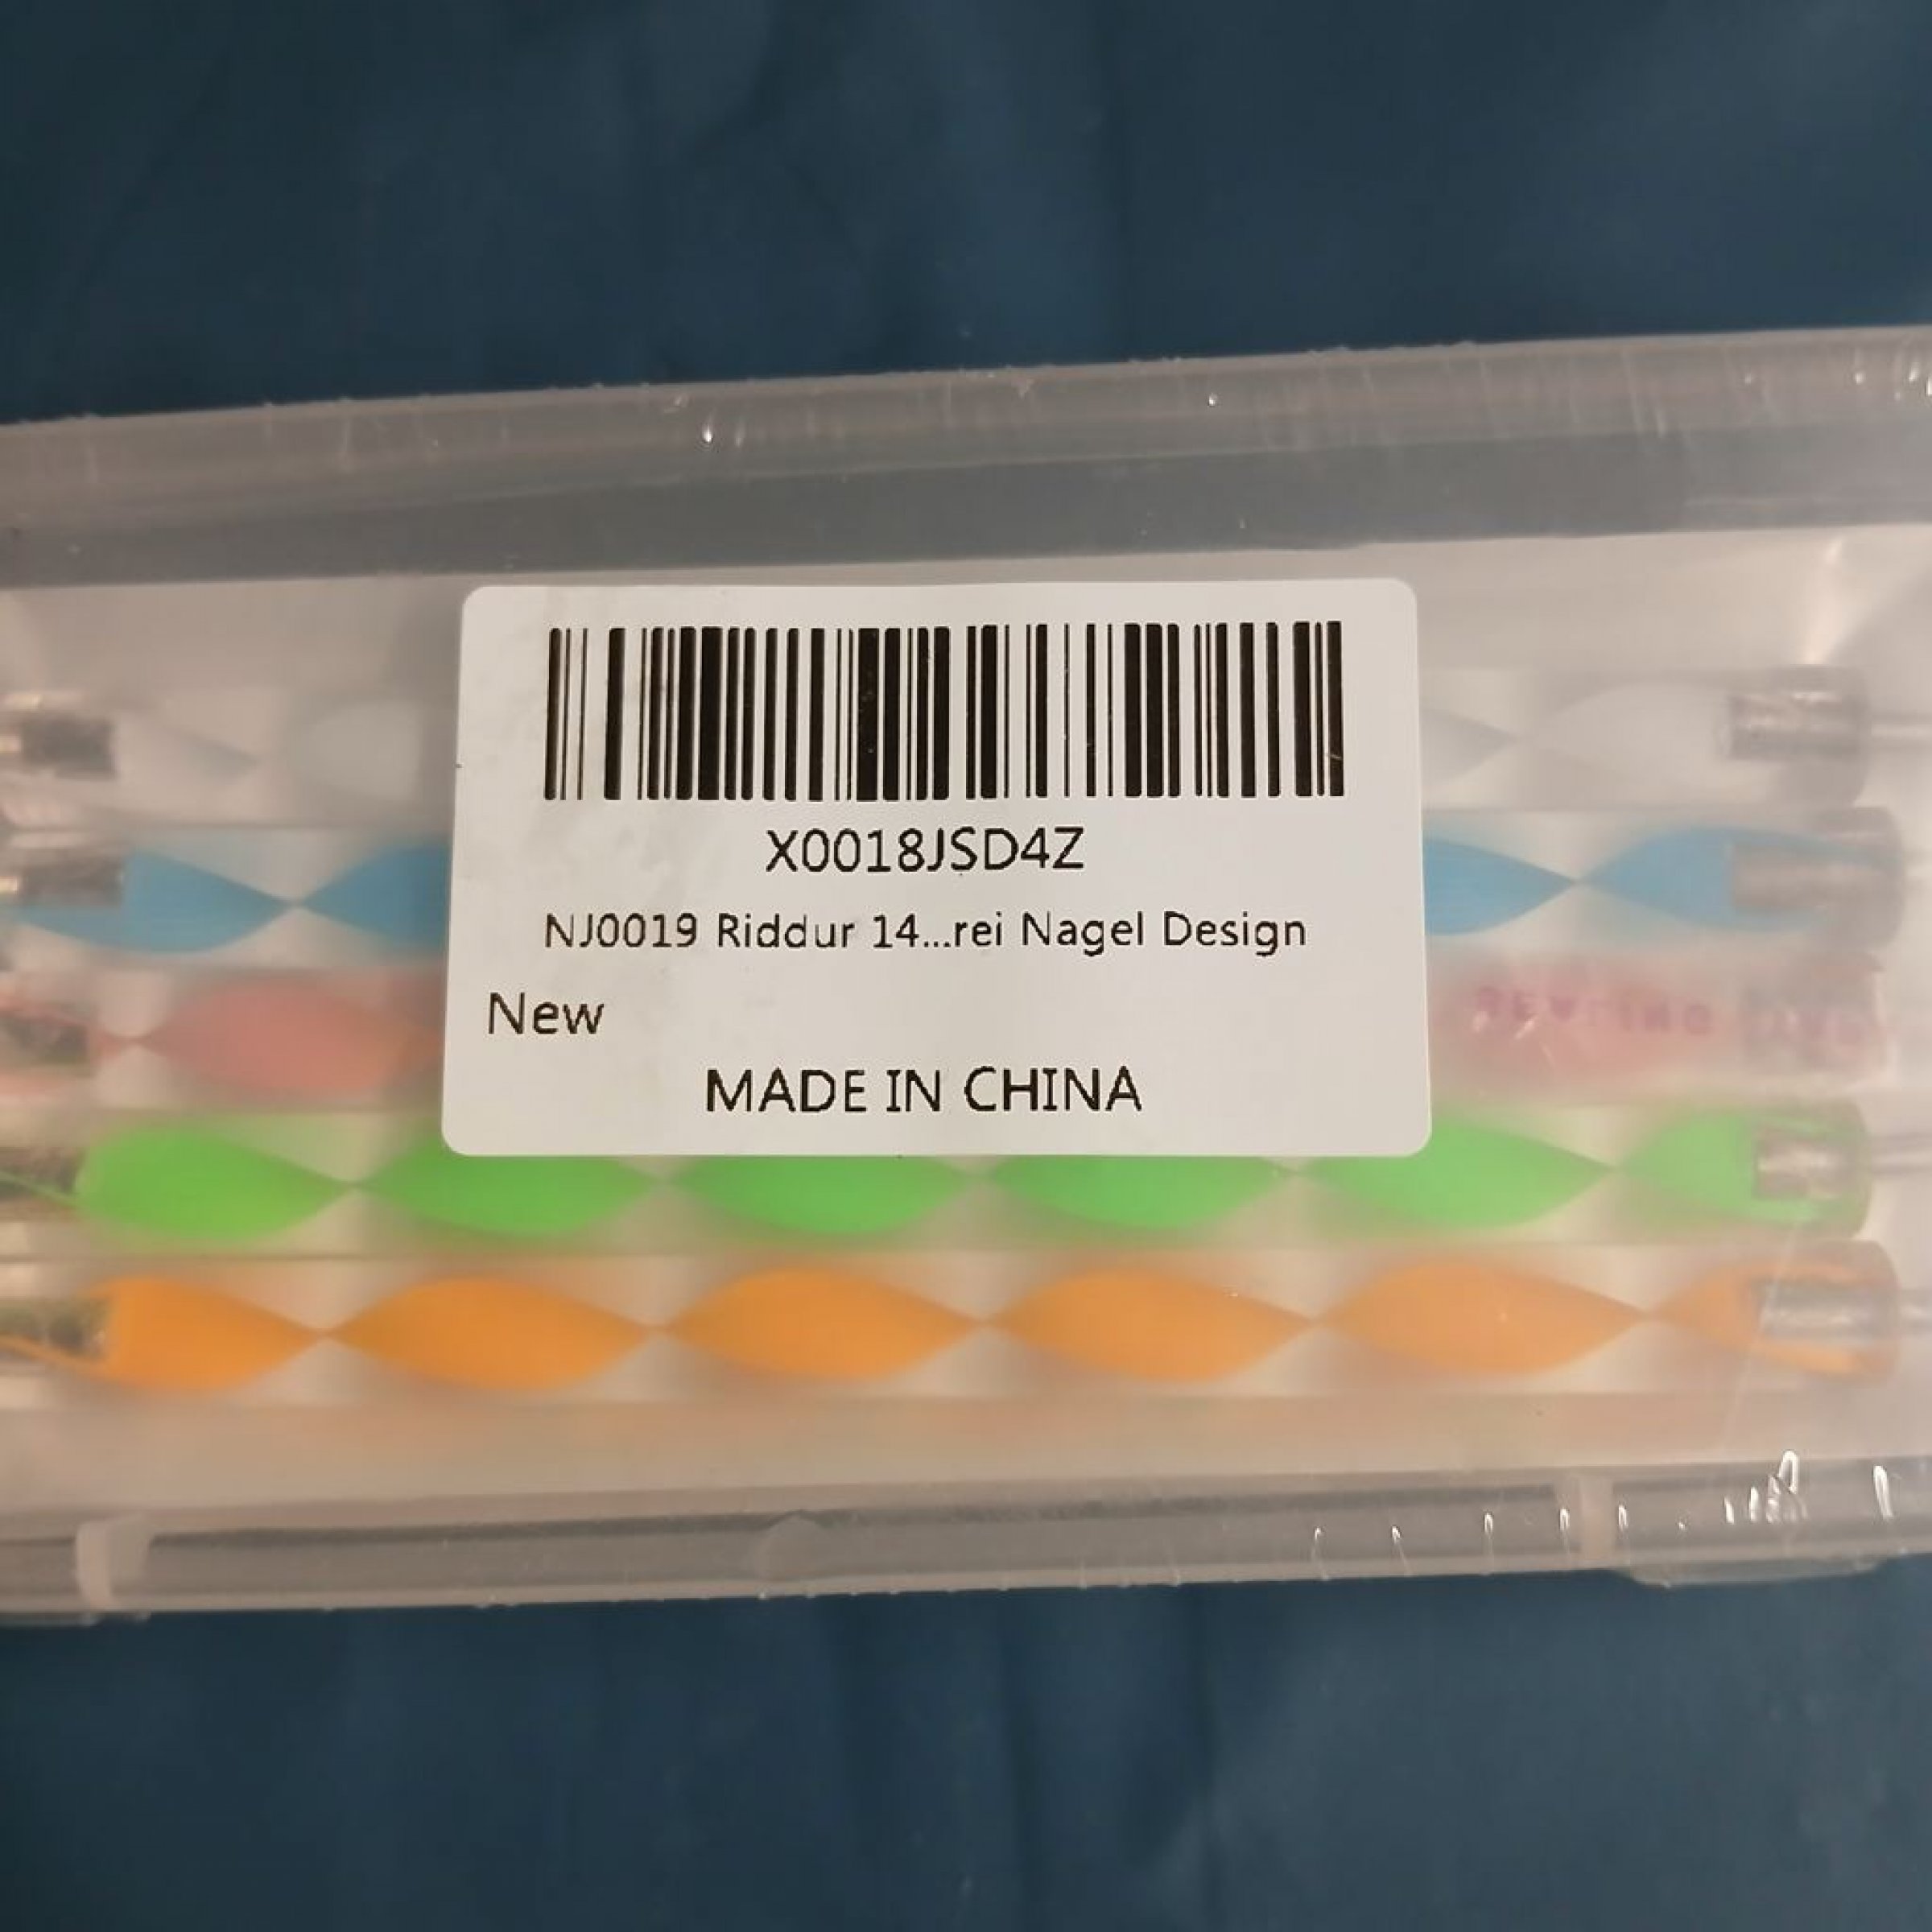 X0018JSD4Z
NJ0019 Riddur 14...rei Nagel Design
New
MADE IN CHINA